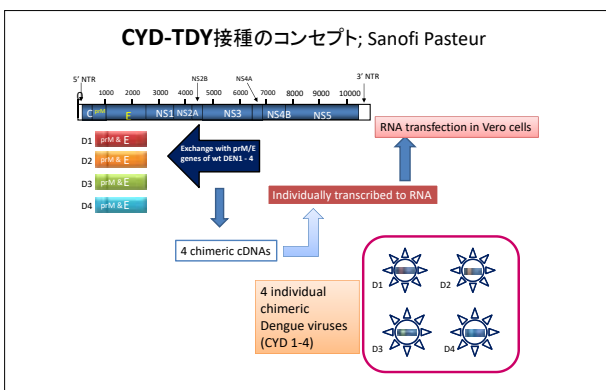 CYD-TDY接種のコンセプト; Sanofi Pasteur
5’ NTR
NS2B
NS4A
3’ NTR
0 1000 2000 3000 4000 5000 6000 7000 8000 9000 10000
C prM E NS1 NS2A NS3 NS4B NS5
D1 prM & E
D2 prM & E
D3 prM & E
D4 prM & E
Exchange with prM/E
genes of wt DEN1 - 4
RNA transfection in Vero cells
Individually transcribed to RNA
4 chimeric cDNAs
4 individual
chimeric
Dengue viruses
(CYD 1-4)
D1
D2
D3
D4